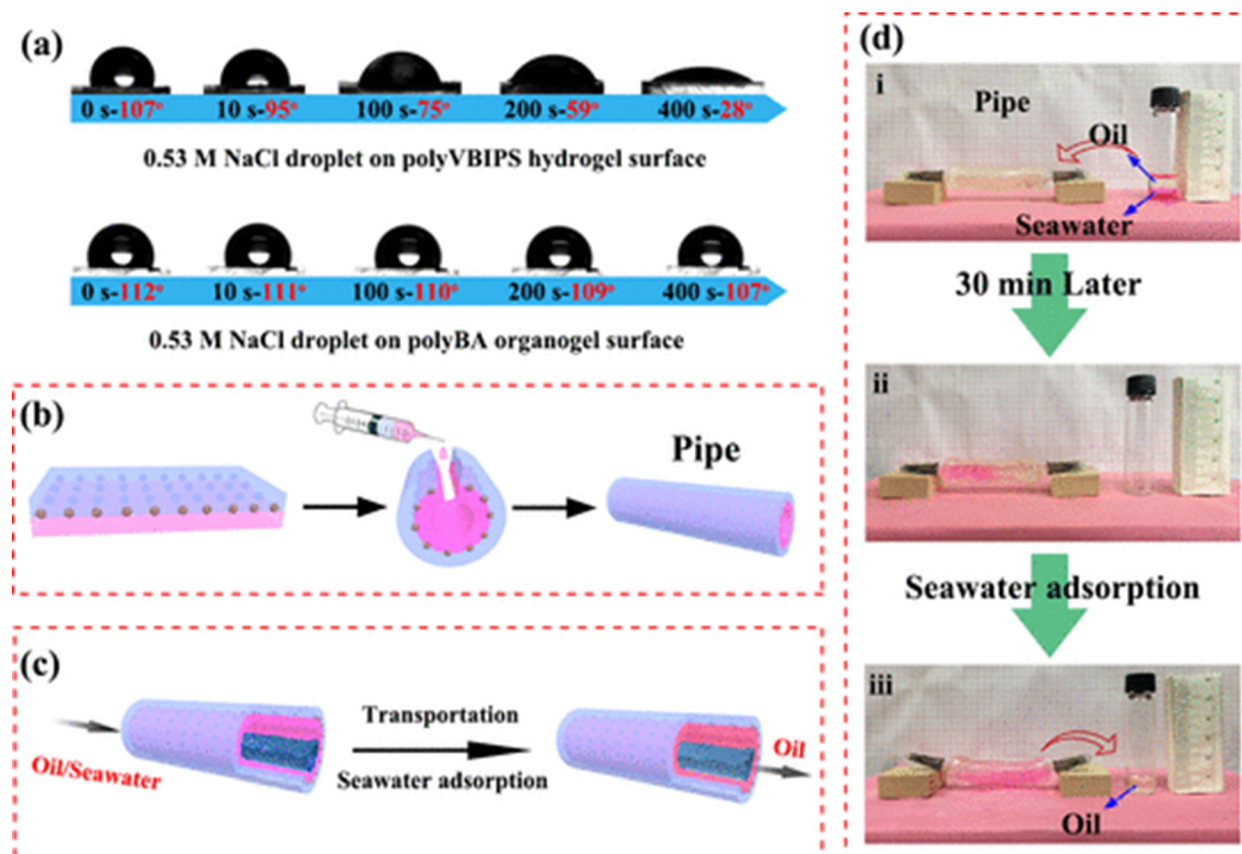 (a)
0 s-107° 10 s-95° 100 s-75° 200 s-59° 400 s-28°
0.53 M NaCl droplet on polyVBIPS hydrogel surface
0 s-112° 10 s-111° 100 s-110° 200 s-109° 400 s-107°
0.53 M NaCl droplet on polyBA organogel surface
(b)
Pipe
(c)
Oil/Seawater
Transportation
Seawater adsorption
Oil
(d)
i
Pipe
Oil
Seawater
30 min Later
ii
Seawater adsorption
iii
Oil